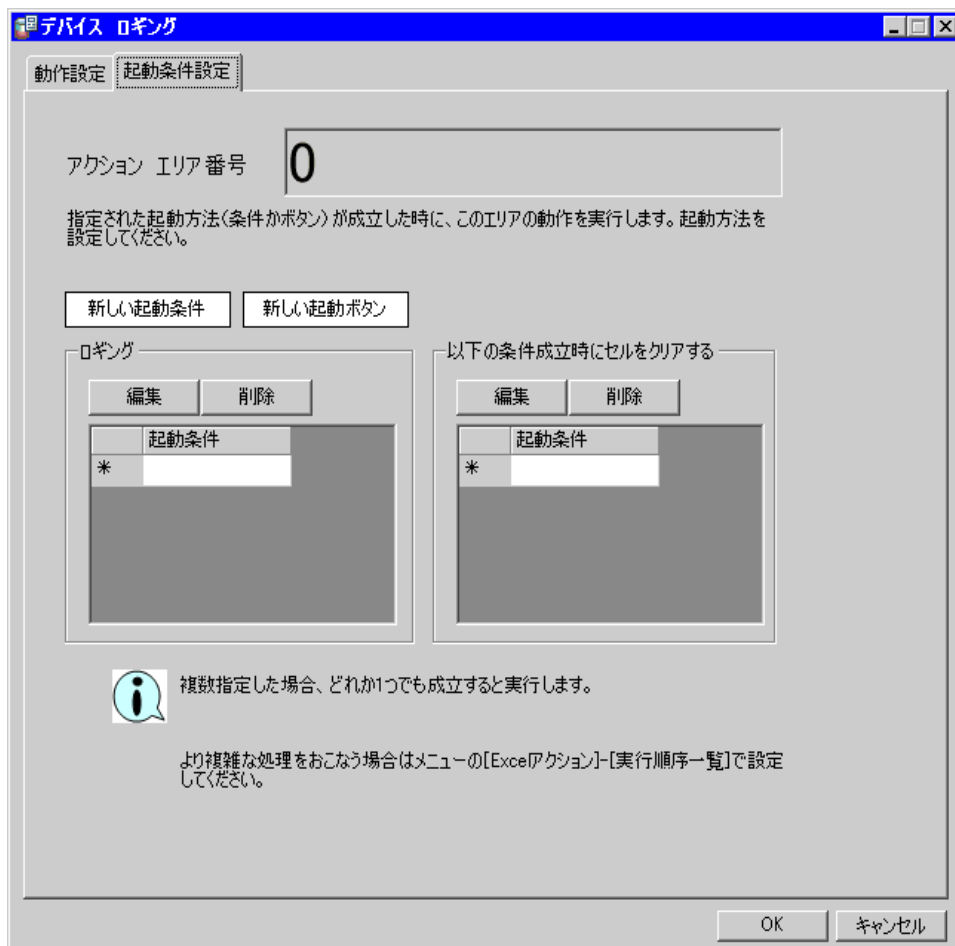 デバイス ロギング
動作設定 起動条件設定
アクション エリア番号 0
指定された起動方法(条件かボタン)が成立した時に、このエリアの動作を実行します。起動方法を
設定してください。
新しい起動条件 新しい起動ボタン
ロギング 以下の条件成立時にセルをクリアする
編集 削除 編集 削除
起動条件 起動条件
* *
複数指定した場合、どれか1つでも成立すると実行します。
より複雑な処理をおこなう場合はメニューの[Excelアクション]-[実行順序一覧]で設定
してください。
OK キャンセル